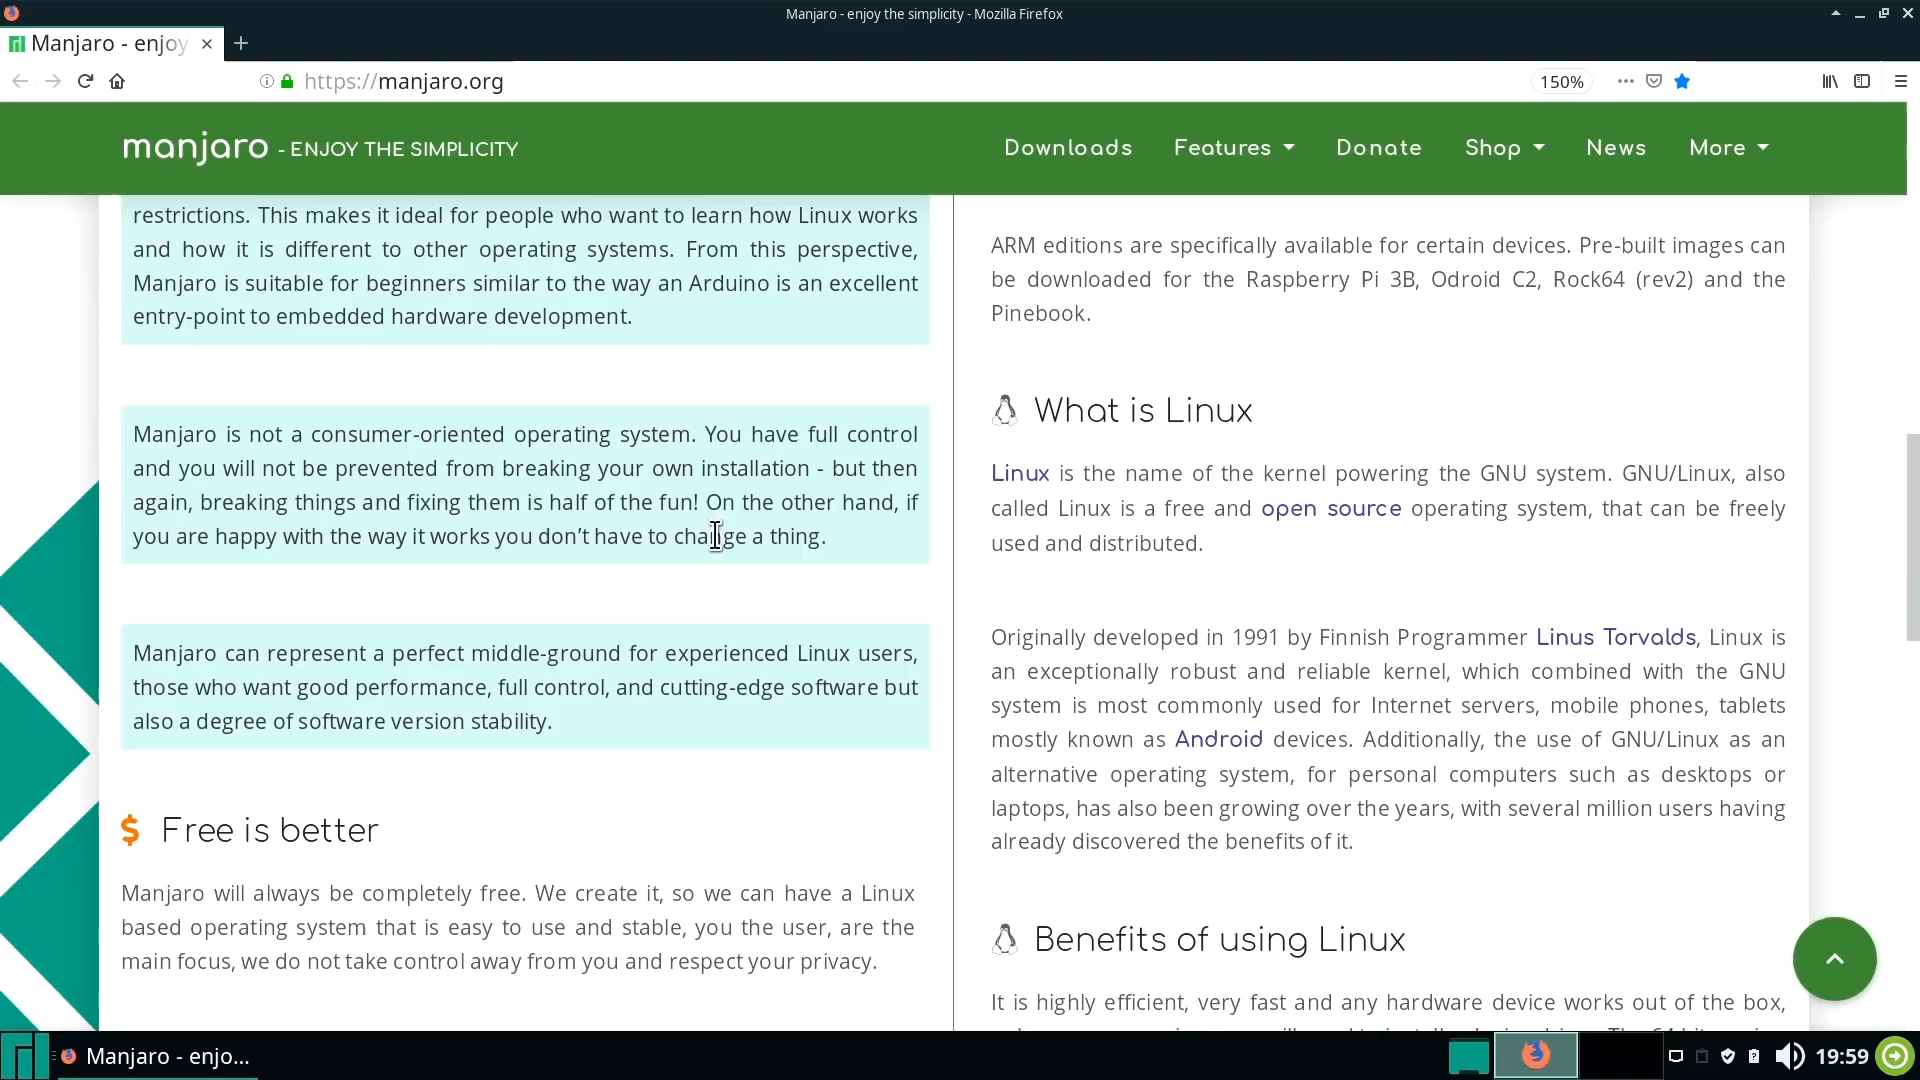 Manjaro - enjoy the simplicity - Mozilla Firefox
Manjaro - enjoy
https://manjaro.org
150%
manjaro - ENJOY THE SIMPLICITY
Downloads Features Donate Shop News More
restrictions. This makes it ideal for people who want to learn how Linux works
and how it is different to other operating systems. From this perspective,
Manjaro is suitable for beginners similar to the way an Arduino is an excellent
entry-point to embedded hardware development.
Manjaro is not a consumer-oriented operating system. You have full control
and you will not be prevented from breaking your own installation - but then
again, breaking things and fixing them is half of the fun! On the other hand, if
you are happy with the way it works you don’t have to change a thing.
Manjaro can represent a perfect middle-ground for experienced Linux users,
those who want good performance, full control, and cutting-edge software but
also a degree of software version stability.
$ Free is better
Manjaro will always be completely free. We create it, so we can have a Linux
based operating system that is easy to use and stable, you the user, are the
main focus, we do not take control away from you and respect your privacy.
ARM editions are specifically available for certain devices. Pre-built images can
be downloaded for the Raspberry Pi 3B, Odroid C2, Rock64 (rev2) and the
Pinebook.
What is Linux
Linux is the name of the kernel powering the GNU system. GNU/Linux, also
called Linux is a free and open source operating system, that can be freely
used and distributed.
Originally developed in 1991 by Finnish Programmer Linus Torvalds, Linux is
an exceptionally robust and reliable kernel, which combined with the GNU
system is most commonly used for Internet servers, mobile phones, tablets
mostly known as Android devices. Additionally, the use of GNU/Linux as an
alternative operating system, for personal computers such as desktops or
laptops, has also been growing over the years, with several million users having
already discovered the benefits of it.
Benefits of using Linux
It is highly efficient, very fast and any hardware device works out of the box,
Manjaro - enjo...
19:59